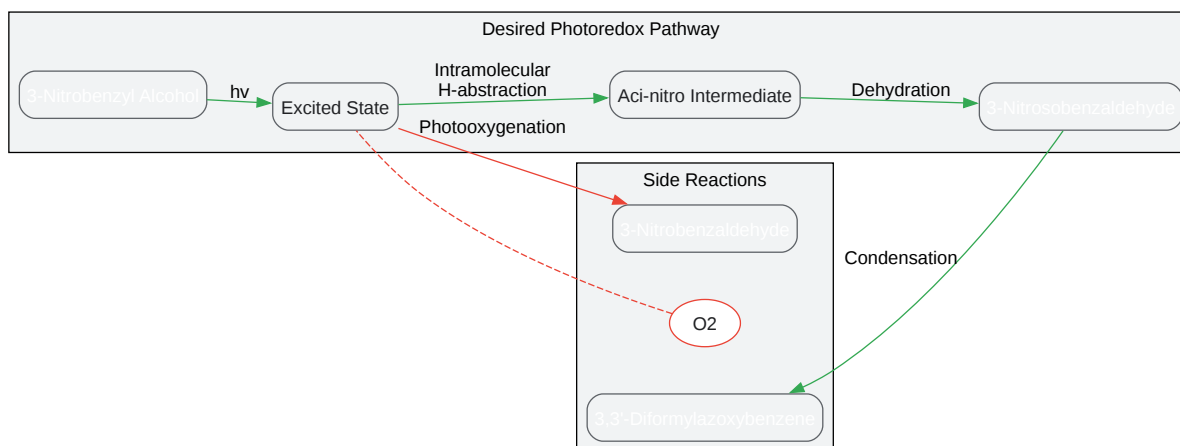 Desired Photoredox Pathway
3-Nitrobenzyl Alcohol
hv
Excited State
Intramolecular
H-abstraction
Aci-nitro Intermediate
Dehydration
3-Nitrosobenzaldehyde
Photooxygenation
Side Reactions
3-Nitrobenzaldehyde
Condensation
O2
3,3'-Diformylazoxybenzene